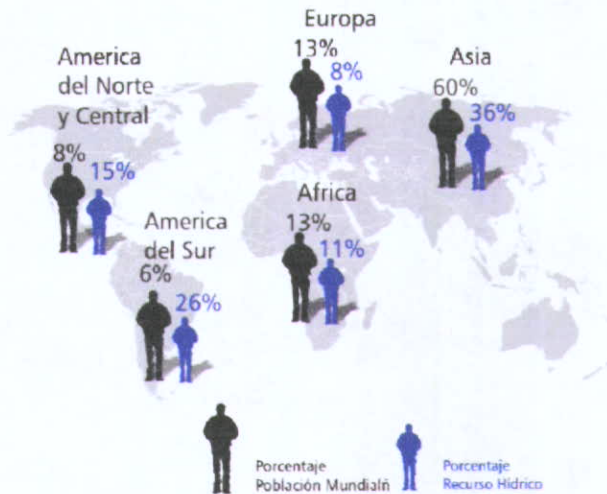 Europa
13%
8%
America
del Norte
y Central
8%
15%
Asia
60%
36%
America
del Sur
6%
26%
Africa
13%
11%
Porcentaje
Población Mundialñ
Porcentaje
Recurso Hídrico